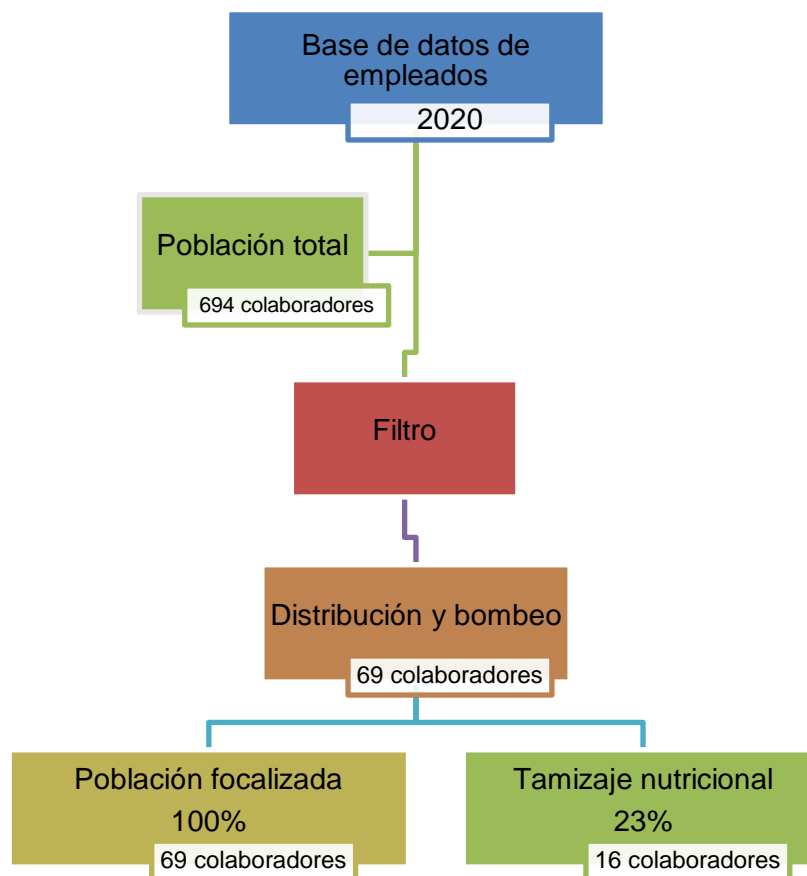 Base de datos de
empleados
2020
Población total
694 colaboradores
Filtro
Distribución y bombeo
69 colaboradores
Población focalizada
100%
69 colaboradores
Tamizaje nutricional
23%
16 colaboradores